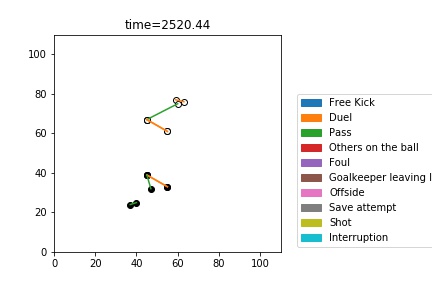 time=2520.44
100
80
60
40
20
0
0 20 40 60 80 100
Free Kick
Duel
Pass
Others on the ball
Foul
Goalkeeper leaving l
Offside
Save attempt
Shot
Interruption